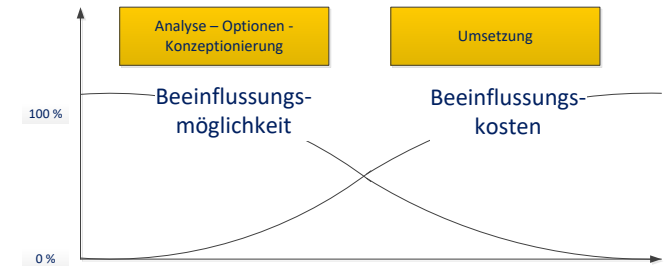 Analyse – Optionen -
Konzeptionierung
Umsetzung
Beeinflussungs-
möglichkeit
Beeinflussungs-
kosten
100 %
0 %